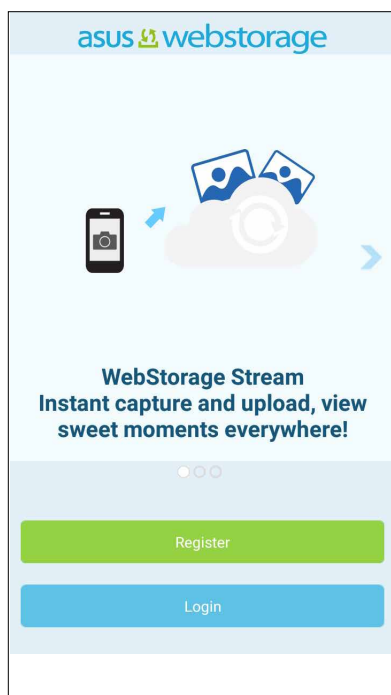 asus webstorage
WebStorage Stream
Instant capture and upload, view
sweet moments everywhere!
Register
Login